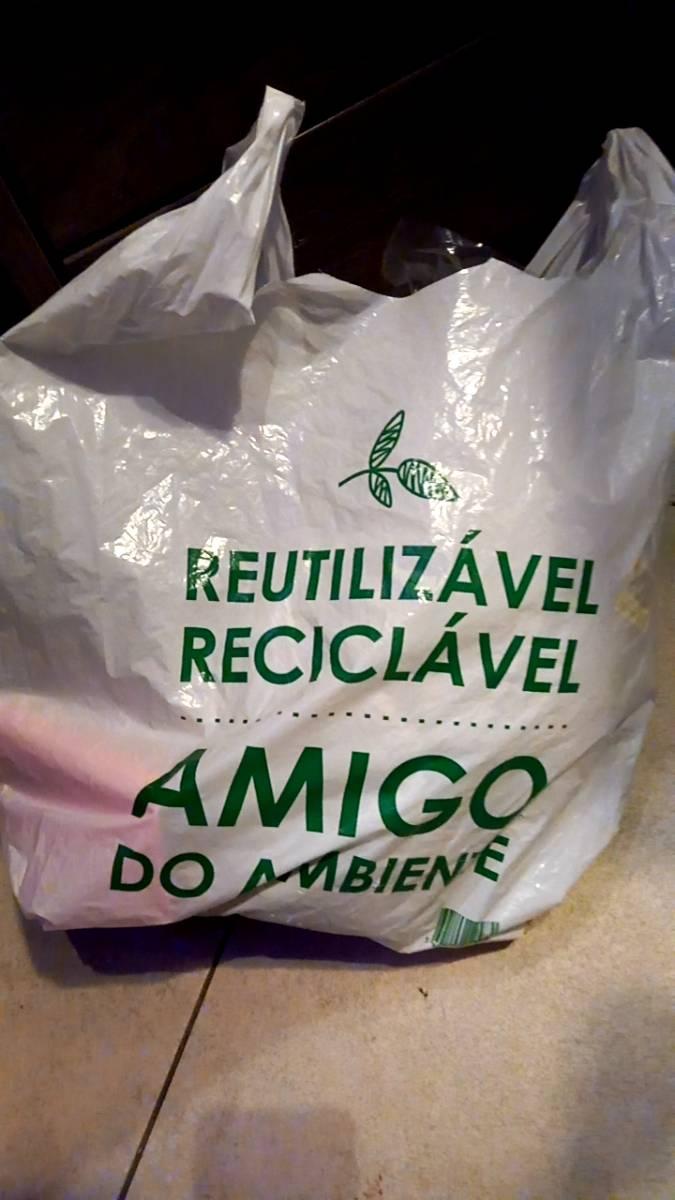 REUTILIZÁVEL
RECICLÁVEL
AMIGO
DO AMBIENTE